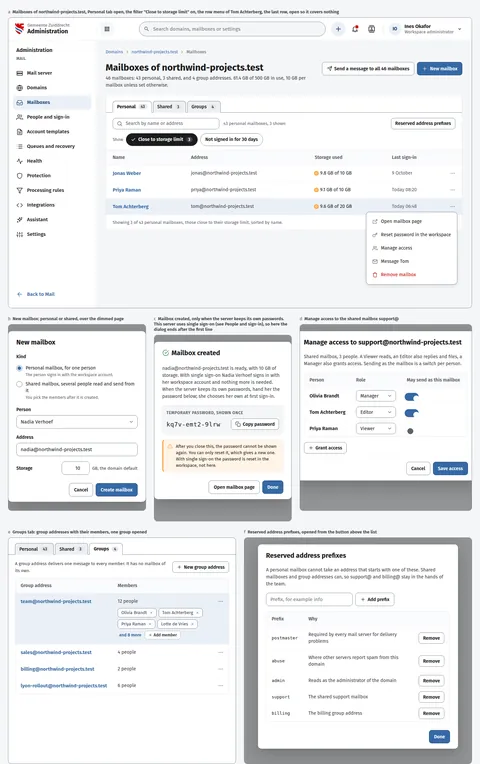 a Mailboxes of northwind-projects.test, Personal tab open, the filter "Close to storage limit" on, the row menu of Tom Achterberg, the last row, open so it covers nothing
Gemeente Zuiddrecht
Administration
Search domains, mailboxes or settings
IO
Ines Okafor
Workspace administrator
Administration
MAIL
Mail server
Domains
Mailboxes
People and sign-in
Account templates
Queues and recovery
Health
Protection
Processing rules
Integrations
Assistant
Settings
Back to Mail
Domains › northwind-projects.test › Mailboxes
Mailboxes of northwind-projects.test
46 mailboxes: 43 personal, 3 shared, and 4 group addresses. 61.4 GB of 500 GB in use, 10 GB per
mailbox unless set otherwise.
Send a message to all 46 mailboxes
+ New mailbox
Personal 43
Shared 3
Groups 4
Search by name or address
43 personal mailboxes, 3 shown
Reserved address prefixes
Show
✓ Close to storage limit 3
Not signed in for 30 days
Name
Address
Storage used
Last sign-in
Jonas Weber
jonas@northwind-projects.test
9.8 GB of 10 GB
9 October
Priya Raman
priya@northwind-projects.test
9.1 GB of 10 GB
Today 08:20
Tom Achterberg
tom@northwind-projects.test
9.6 GB of 20 GB
Today 06:48
Showing 3 of 43 personal mailboxes, those close to their storage limit, sorted by name.
Open mailbox page
Reset password in the workspace
Manage access
Message Tom
Remove mailbox
b New mailbox: personal or shared, over the dimmed page
New mailbox
Kind
Personal mailbox, for one person
The person signs in with the workspace account.
Shared mailbox, several people read and send from
it
You pick the members after it is created.
Person
Nadia Verhoef
Address
nadia@northwind-projects.test
Storage
10
GB, the domain default
Cancel
Create mailbox
c Mailbox created, only when the server keeps its own passwords.
This server uses single sign-on (see People and sign in), so here the
dialog ends after the first line
Mailbox created
nadia@northwind-projects.test is ready, with 10 GB of
storage. With single sign-on Nadia Verhoef signs in with
her workspace account and nothing more is needed.
When the server keeps its own passwords, hand her the
password below; she chooses her own at first sign-in.
TEMPORARY PASSWORD, SHOWN ONCE
kq7v-emt2-9lrw
Copy password
After you close this, the password cannot be shown
again. You can only reset it, which gives a new one.
With single sign-on the password is reset in the
workspace, not here.
Open mailbox page
Done
d Manage access to the shared mailbox support@
Manage access to support@northwind-projects.test
Shared mailbox, 3 people. A Viewer reads, an Editor also replies and files, a
Manager also grants access. Sending as the mailbox is a switch per person.
Person
Role
May send as this mailbox
Olivia Brandt
Manager
Tom Achterberg
Editor
Priya Raman
Viewer
+ Grant access
Cancel
Save access
e Groups tab: group addresses with their members, one group opened
Personal 43
Shared 3
Groups 4
A group address delivers one message to every member. It has no mailbox of
its own.
+ New group address
Group address
Members
team@northwind-projects.test
12 people
Olivia Brandt ×
Tom Achterberg ×
Priya Raman ×
Lotte de Vries ×
and 8 more
+ Add member
sales@northwind-projects.test
4 people
billing@northwind-projects.test
2 people
lyon-rollout@northwind-projects.test
6 people
f Reserved address prefixes, opened from the button above the list
Reserved address prefixes
A personal mailbox cannot take an address that starts with one of these. Shared
mailboxes and group addresses can, so support@ and billing@ stay in the hands of
the team.
Prefix, for example info
+ Add prefix
Prefix
Why
postmaster
Required by every mail server for delivery
problems
Remove
abuse
Where other servers report spam from this
domain
Remove
admin
Reads as the administrator of the domain
Remove
support
The shared support mailbox
Remove
billing
The billing group address
Remove
Done